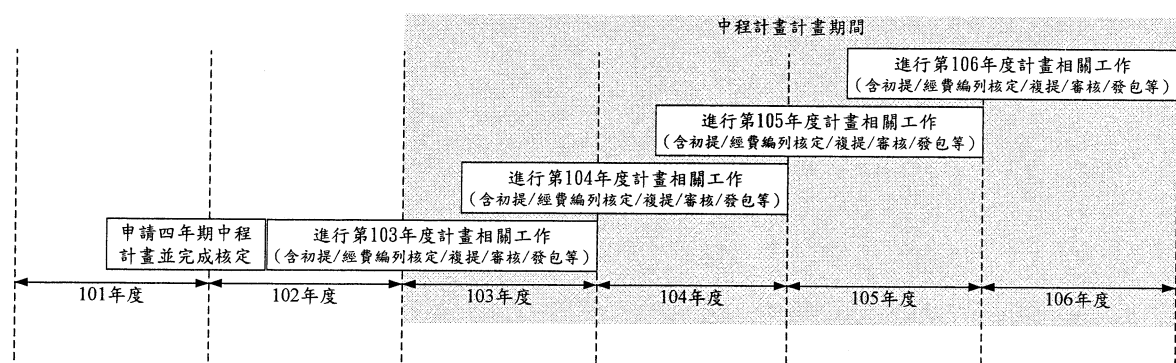 中程計畫計畫期間
進行第106年度計畫相關工作
(含初提/經費編列核定/複提/審核/發包等)
進行第105年度計畫相關工作
(含初提/經費編列核定/複提/審核/發包等)
進行第104年度計畫相關工作
(含初提/經費編列核定/複提/審核/發包等)
申請四年期中程
計畫並完成核定
進行第103年度計畫相關工作
(含初提/經費編列核定/複提/審核/發包等)
101年度
102年度
103年度
104年度
105年度
106年度